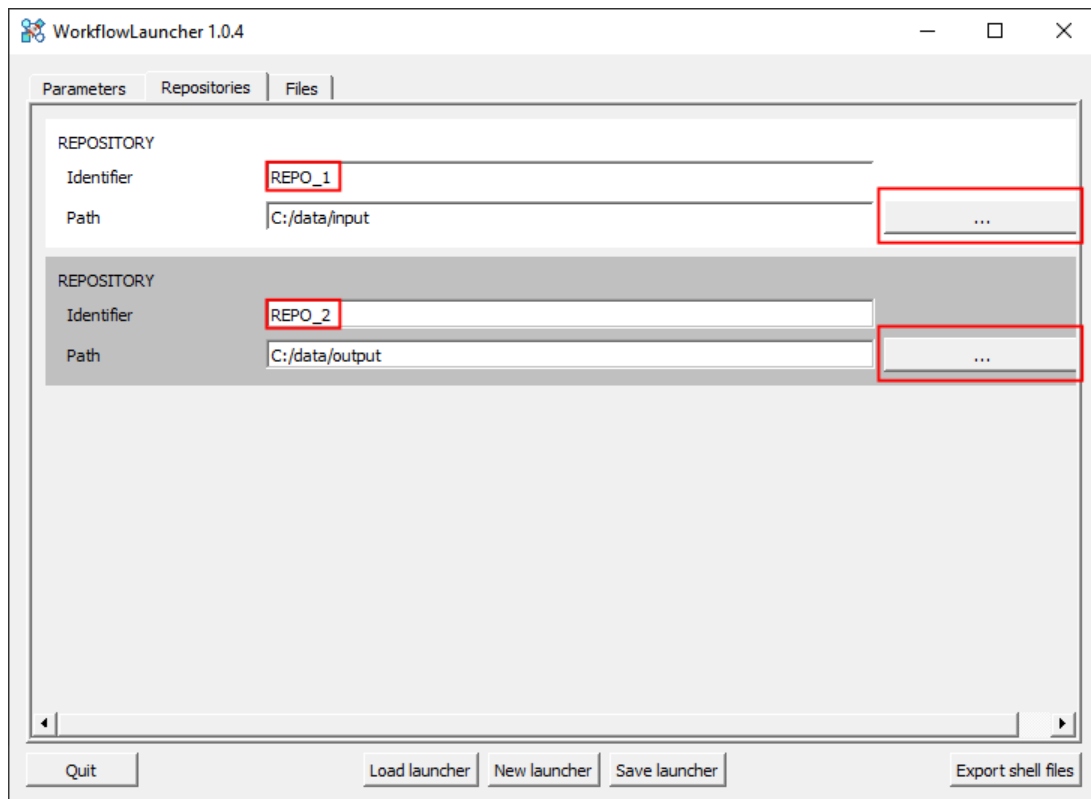 WorkflowLauncher 1.0.4
Parameters Repositories Files
REPOSITORY
Identifier REPO_1
Path C:/data/input ...
REPOSITORY
Identifier REPO_2
Path C:/data/output ...
Quit Load launcher New launcher Save launcher Export shell files